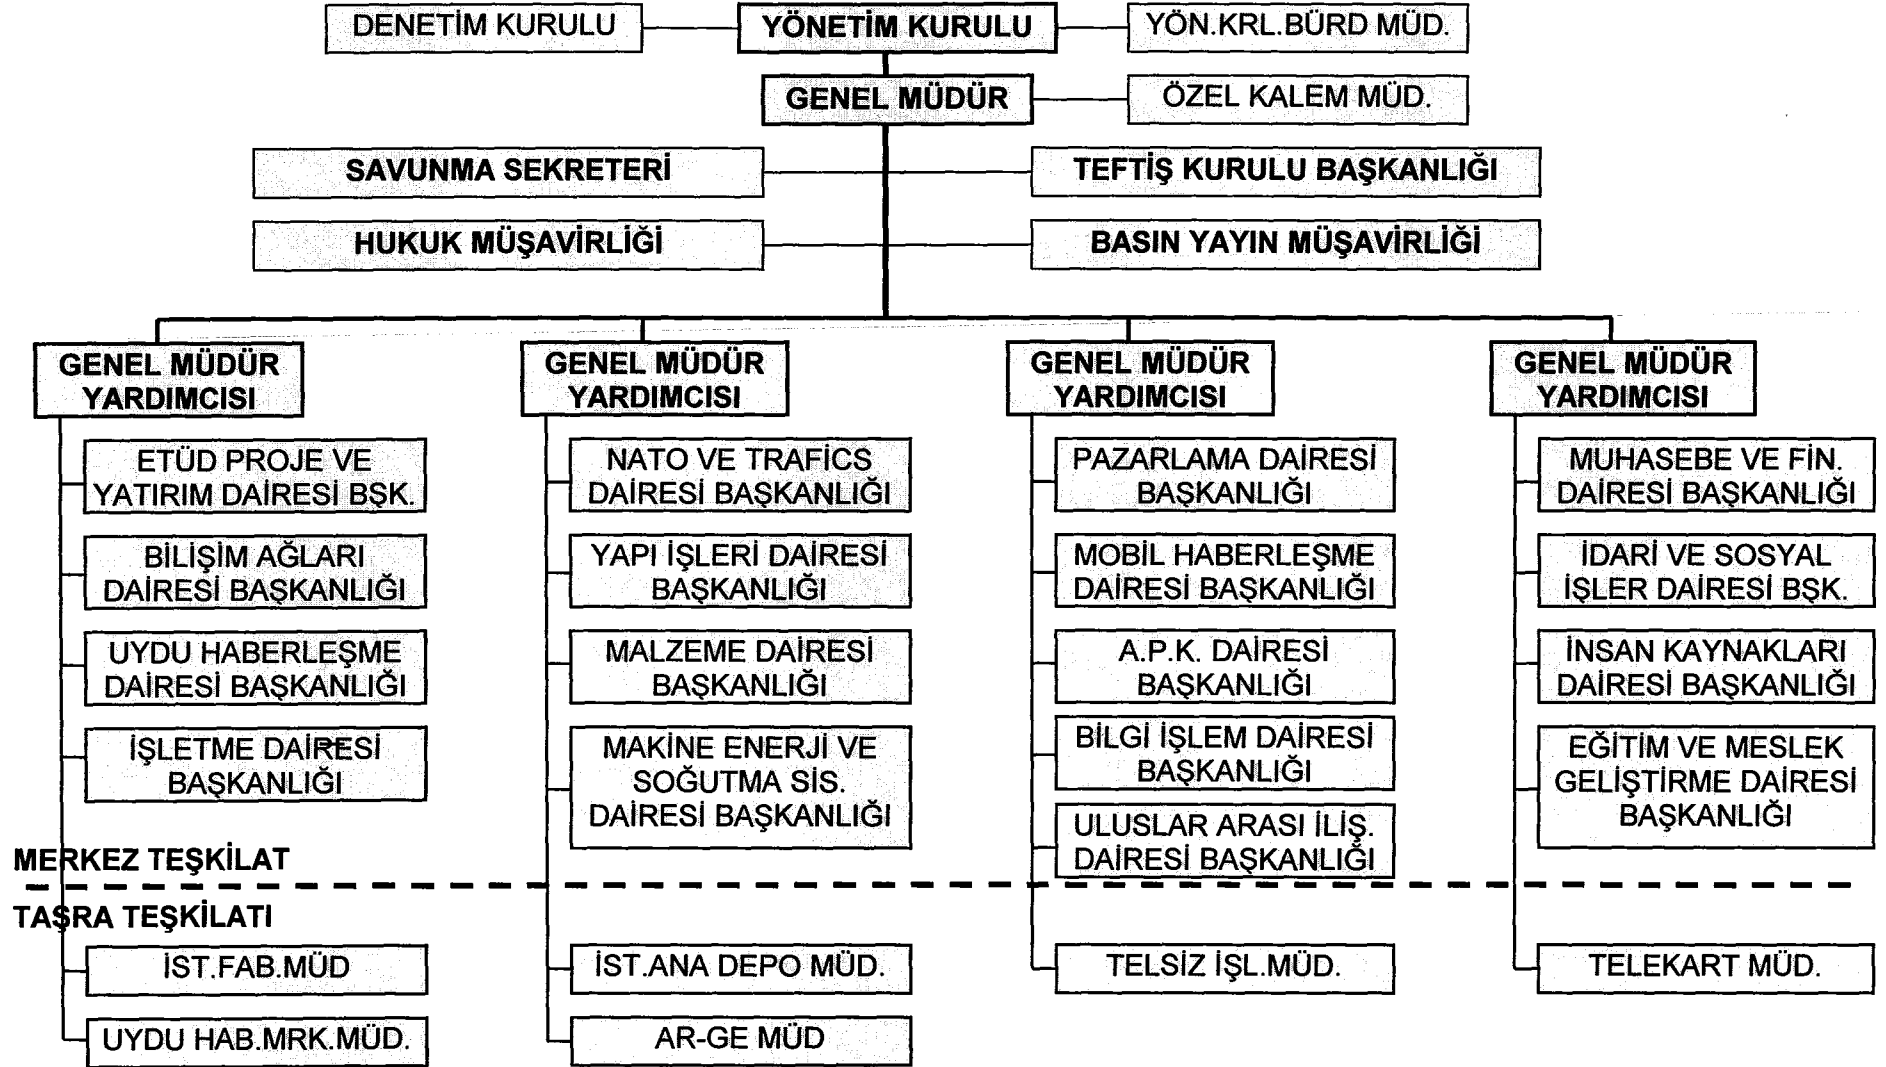 DENETİM KURULU
YÖNETİM KURULU
YÖN.KRL.BÜRD MÜD.
GENEL MÜDÜR
ÖZEL KALEM MÜD.
SAVUNMA SEKRETERİ
TEFTİŞ KURULU BAŞKANLIĞI
HUKUK MÜŞAVİRLİĞİ
BASIN YAYIN MÜŞAVİRLİĞİ
GENEL MÜDÜR
YARDIMCISI
ETÜD PROJE VE
YATIRIM DAİRESİ BŞK.
BİLİŞİM AĞLARI
DAİRESİ BAŞKANLIĞI
UYDU HABERLEŞME
DAİRESİ BAŞKANLIĞI
İŞLETME DAİRESİ
BAŞKANLIĞI
GENEL MÜDÜR
YARDIMCISI
NATO VE TRAFICS
DAİRESİ BAŞKANLIĞI
YAPI İŞLERİ DAİRESİ
BAŞKANLIĞI
MALZEME DAİRESİ
BAŞKANLIĞI
MAKİNE ENERJİ VE
SOĞUTMA SİS.
DAİRESİ BAŞKANLIĞI
GENEL MÜDÜR
YARDIMCISI
PAZARLAMA DAİRESİ
BAŞKANLIĞI
MOBİL HABERLEŞME
DAİRESİ BAŞKANLIĞI
A.P.K. DAİRESİ
BAŞKANLIĞI
BİLGİ İŞLEM DAİRESİ
BAŞKANLIĞI
ULUSLAR ARASI İLİŞ.
DAİRESİ BAŞKANLIĞI
GENEL MÜDÜR
YARDIMCISI
MUHASEBE VE FİN.
DAİRESİ BAŞKANLIĞI
İDARİ VE SOSYAL
İŞLER DAİRESİ BŞK.
İNSAN KAYNAKLARI
DAİRESİ BAŞKANLIĞI
EĞİTİM VE MESLEK
GELİŞTİRME DAİRESİ
BAŞKANLIĞI
MERKEZ TEŞKİLAT
TAŞRA TEŞKİLATI
İST.FAB.MÜD
UYDU HAB.MRK.MÜD.
İST.ANA DEPO MÜD.
AR-GE MÜD
TELSİZ İŞL.MÜD.
TELEKART MÜD.